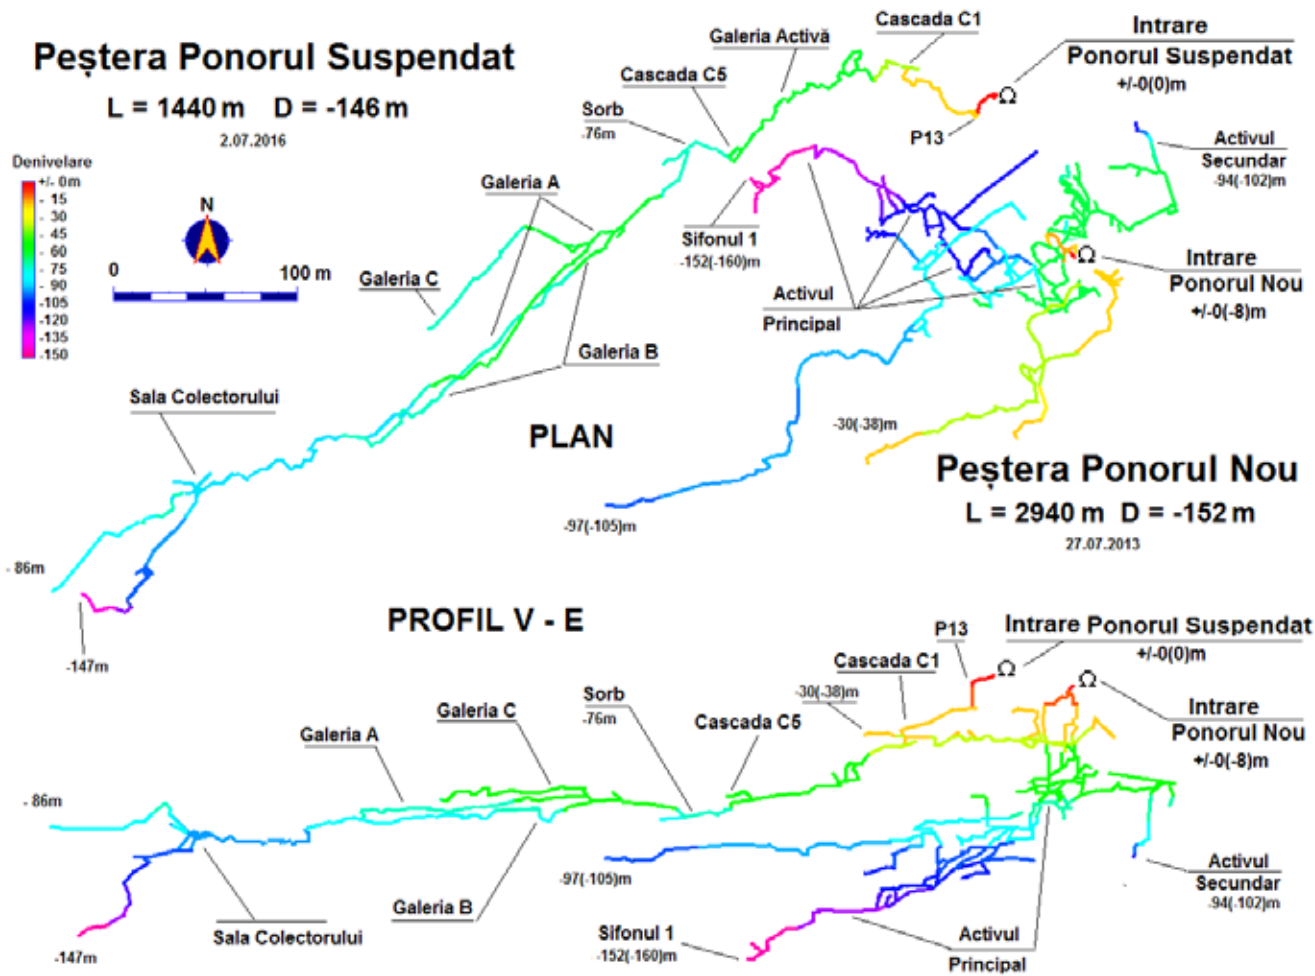 Peștera Ponorul Suspendat
L = 1440 m D = -146 m
2.07.2016
Denivelare
+/- 0m
- 15
- 30
- 45
- 60
- 75
- 90
-105
-120
-135
-150
N
0 100 m
Cascada C1
Galeria Activă
Cascada C5
Sorb
-76m
Intrare
Ponorul Suspendat
+/-0(0)m
P13
Activul
Secundar
-94(-102)m
Galeria A
Sifonul 1
-152(-160)m
Intrare
Ponorul Nou
+/-0(-8)m
Galeria C
Activul
Principal
Galeria B
Sala Colectorului
-30(-38)m
PLAN
Peștera Ponorul Nou
L = 2940 m D = -152 m
27.07.2013
-97(-105)m
- 86m
-147m
PROFIL V - E
P13
Intrare Ponorul Suspendat
+/-0(0)m
Cascada C1
-30(-38)m
Sorb
-76m
Galeria C
Cascada C5
Galeria A
Intrare
Ponorul Nou
+/-0(-8)m
- 86m
-97(-105)m
Activul
Secundar
-94(-102)m
Galeria B
Sala Colectorului
Sifonul 1
-152(-160)m
Activul
Principal
-147m